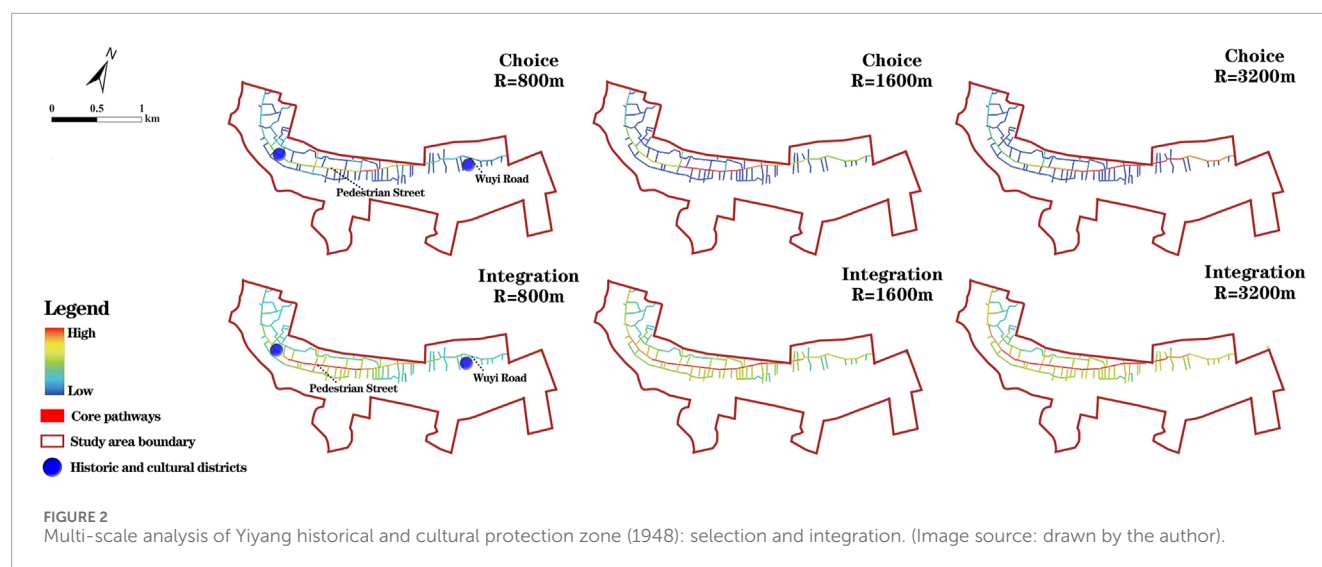 N
0 0.5 1
km
Choice
R=800m
Pedestrian Street
Wuyi Road
Choice
R=1600m
Choice
R=3200m
Integration
R=800m
Pedestrian Street
Wuyi Road
Integration
R=1600m
Integration
R=3200m
Legend
High
Low
Core pathways
Study area boundary
Historic and cultural districts
FIGURE 2
Multi-scale analysis of Yiyang historical and cultural protection zone (1948): selection and integration. (Image source: drawn by the author).